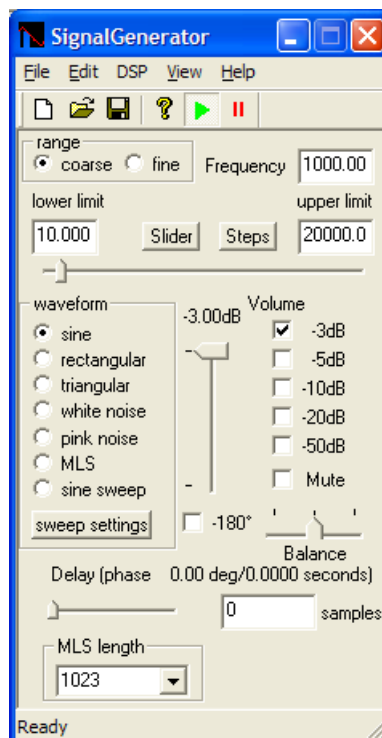 SignalGenerator
File Edit DSP View Help
range
coarse fine Frequency 1000.00
lower limit upper limit
10.000 Slider Steps 20000.0
waveform -3.00dB Volume
sine -3dB
rectangular -5dB
triangular -10dB
white noise -20dB
pink noise -50dB
MLS Mute
sine sweep
sweep settings -180°
Balance
Delay (phase 0.00 deg/0.0000 seconds)
0 samples
MLS length
1023
Ready